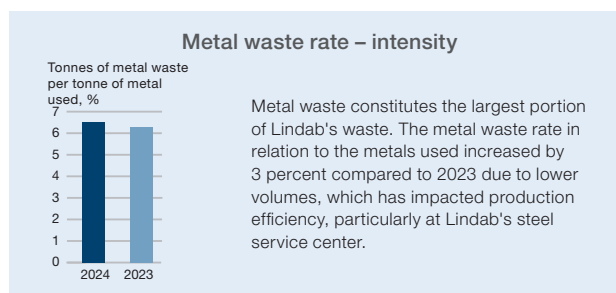 Metal waste rate – intensity
Tonnes of metal waste
per tonne of metal
used, %
7
6
5
4
3
2
1
0
2024 2023
Metal waste constitutes the largest portion
of Lindab's waste. The metal waste rate in
relation to the metals used increased by
3 percent compared to 2023 due to lower
volumes, which has impacted production
efficiency, particularly at Lindab's steel
service center.